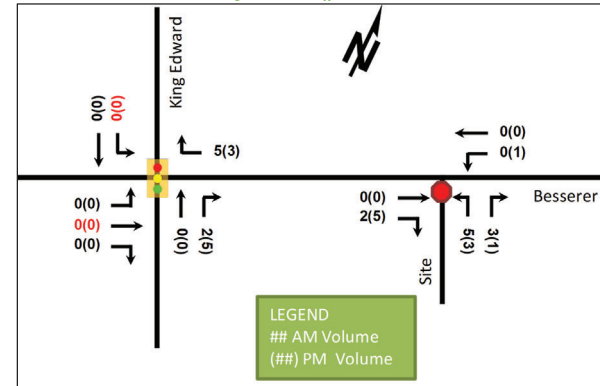 King Edward
0(0)
0(0)
5(3)
0(0)
0(1)
0(0)
0(0)
0(0)
0(0)
2(5)
0(0)
2(5)
5(3)
3(1)
Besserer
Site
N
LEGEND
## AM Volume
(##) PM Volume